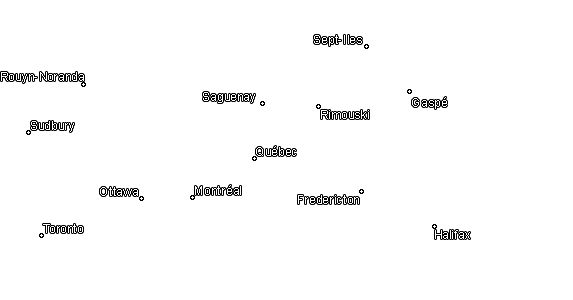 Sept-Iles
Rouyn-Noranda
Saguenay
Gaspé
Rimouski
Sudbury
Québec
Ottawa
Montréal
Fredericton
Toronto
Halifax